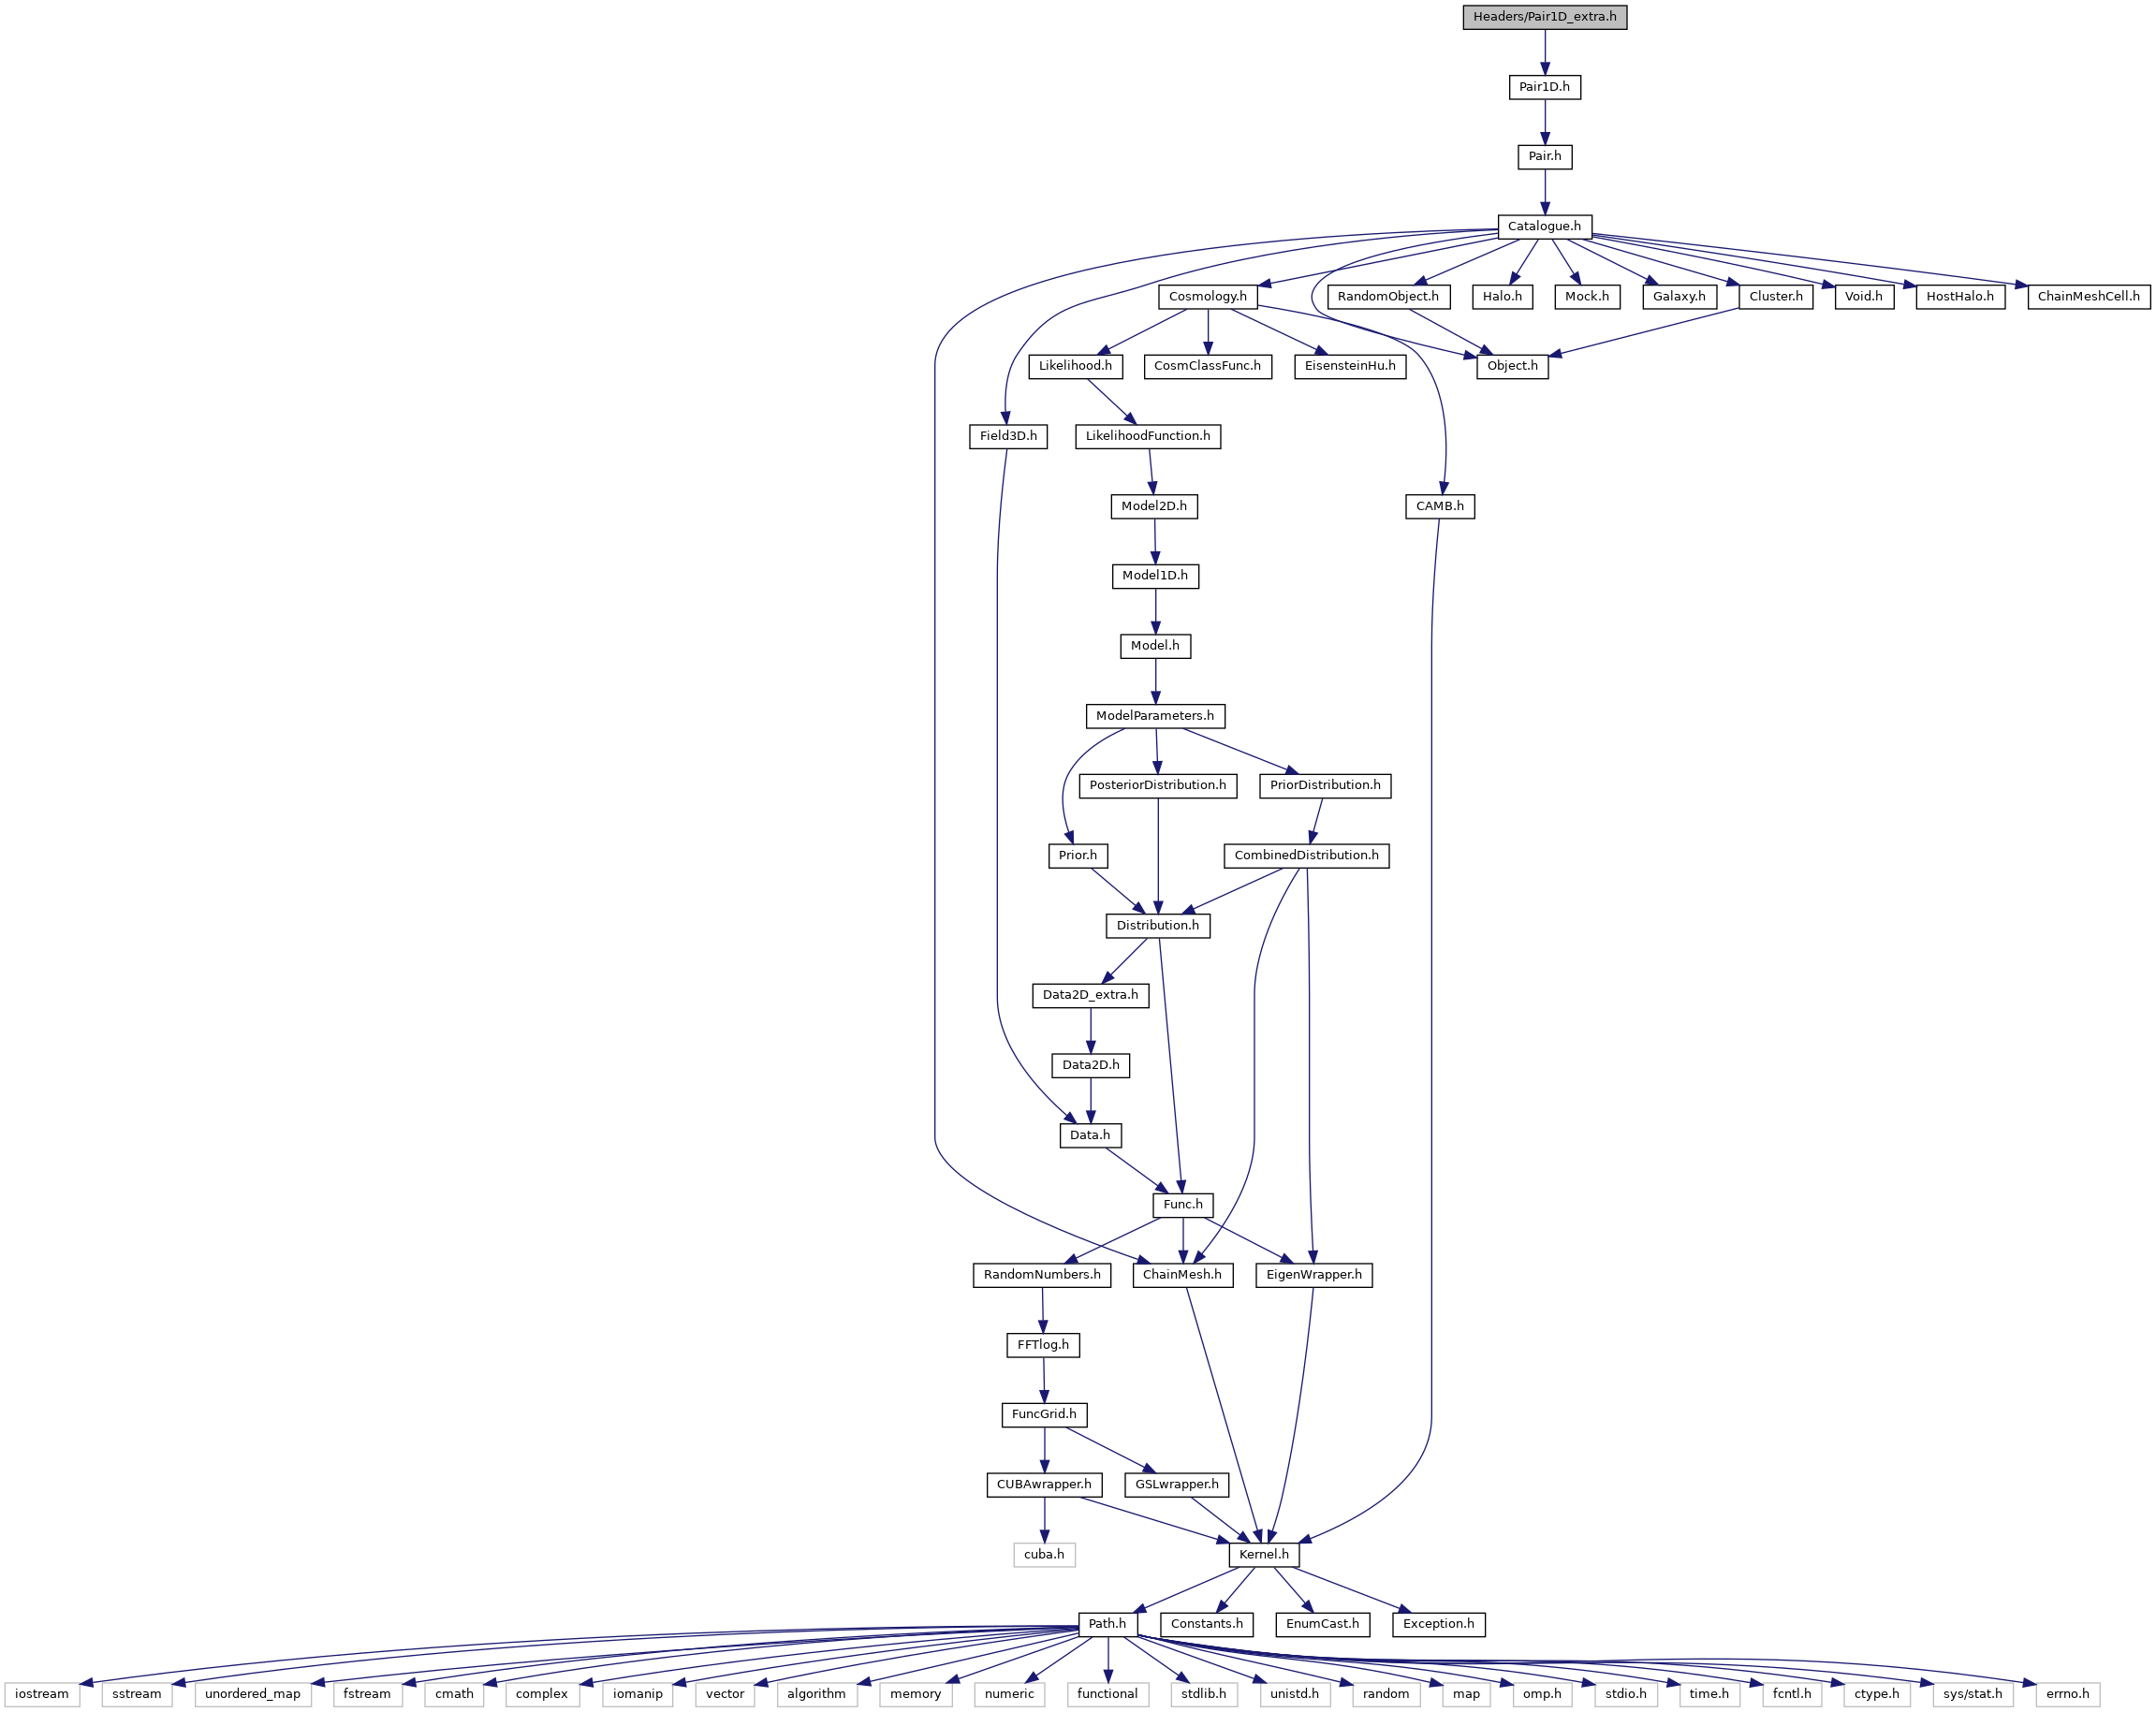 Headers/Pair1D_extra.h
Pair1D.h
Pair.h
Catalogue.h
Cosmology.h
RandomObject.h
Halo.h
Mock.h
Galaxy.h
Cluster.h
Void.h
HostHalo.h
ChainMeshCell.h
Likelihood.h
CosmClassFunc.h
EisensteinHu.h
Object.h
Field3D.h
LikelihoodFunction.h
Model2D.h
CAMB.h
Model1D.h
Model.h
ModelParameters.h
PosteriorDistribution.h
PriorDistribution.h
Prior.h
CombinedDistribution.h
Distribution.h
Data2D_extra.h
Data2D.h
Data.h
Func.h
RandomNumbers.h
ChainMesh.h
EigenWrapper.h
FFTlog.h
FuncGrid.h
CUBAwrapper.h
GSLwrapper.h
cuba.h
Kernel.h
Path.h
Constants.h
EnumCast.h
Exception.h
iostream
sstream
unordered_map
fstream
cmath
complex
iomanip
vector
algorithm
memory
numeric
functional
stdlib.h
unistd.h
random
map
omp.h
stdio.h
time.h
fcntl.h
ctype.h
sys/stat.h
errno.h